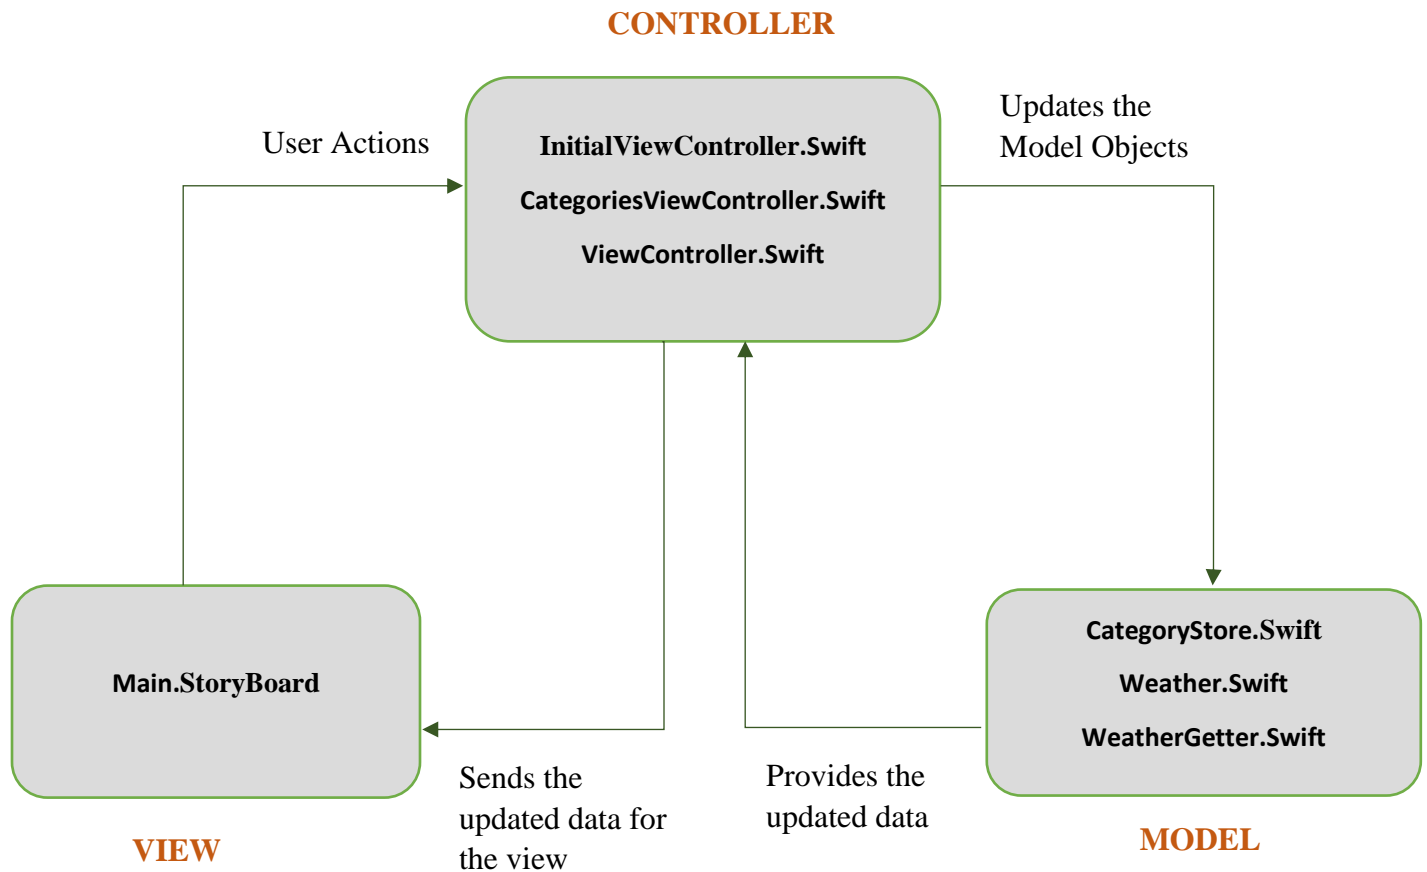 CONTROLLER
User Actions
InitialViewController.Swift
CategoriesViewController.Swift
ViewController.Swift
Updates the
Model Objects
Main.StoryBoard
CategoryStore.Swift
Weather.Swift
WeatherGetter.Swift
Sends the
updated data for
the view
Provides the
updated data
VIEW
MODEL